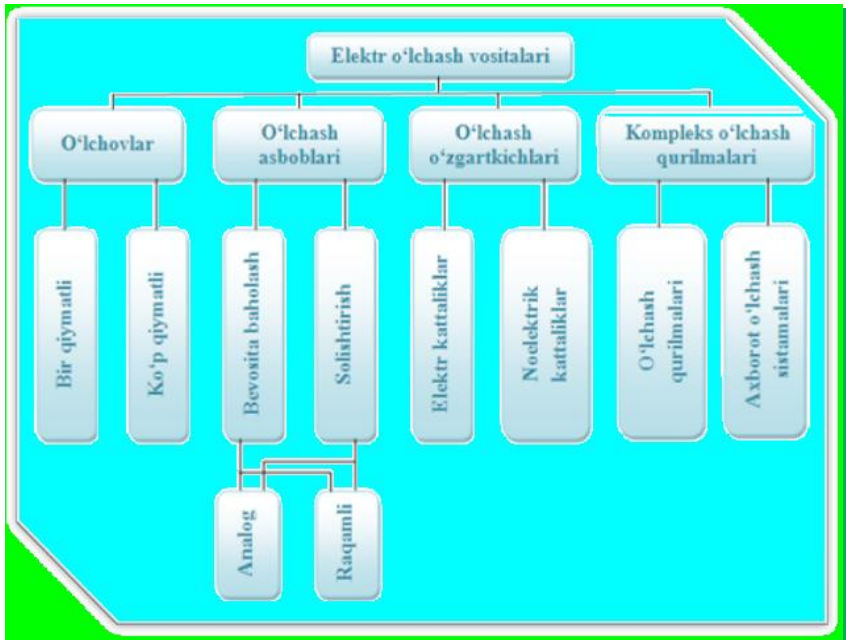 Elektr o‘lchash vositalari
O‘lchovlar
O‘lchash
asboblari
O‘lchash
o‘zgartkichlari
Kompleks o‘lchash
qurilmalari
Bir qiymatli
Ko‘p qiymatli
Bevosita baholash
Solishtirish
Elektr kattaliklar
Noelektrik
kattaliklar
O‘lchash
qurilmalari
Axborot o‘lchash
sistamalari
Analog
Raqamli